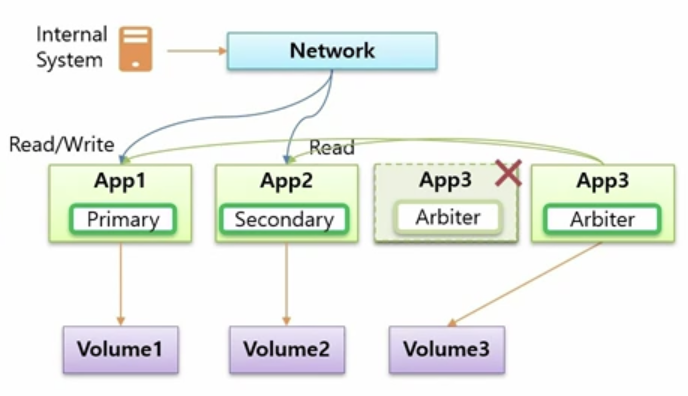 Internal
System
Network
Read/Write
Read
App1
Primary
App2
Secondary
App3
Arbiter
App3
Arbiter
Volume1
Volume2
Volume3